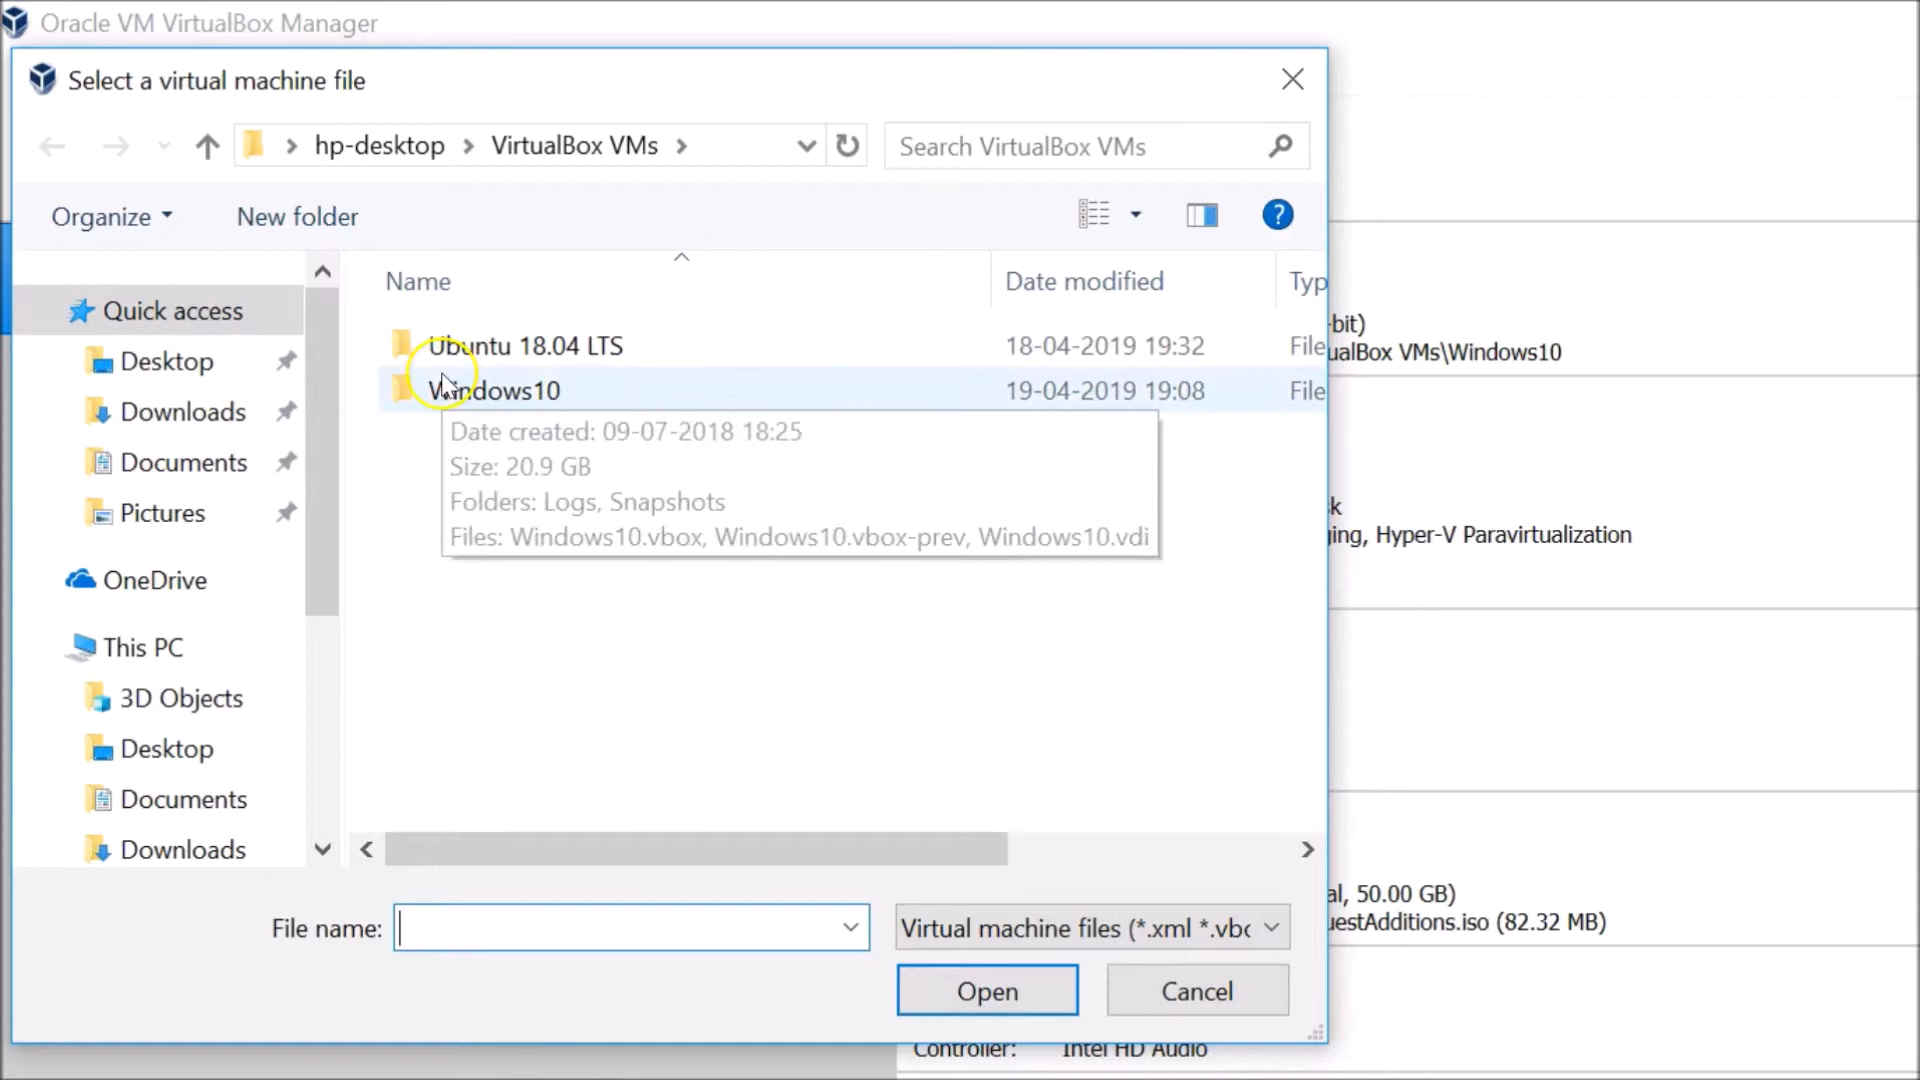 Oracle VM VirtualBox Manager
Select a virtual machine file
hp-desktop VirtualBox VMs
Search VirtualBox VMs
Organize New folder
?
Name Date modified Typ
Quick access
Desktop
Downloads
Documents
Pictures
OneDrive
This PC
3D Objects
Desktop
Documents
Downloads
Ubuntu 18.04 LTS 18-04-2019 19:32 File
Windows10 19-04-2019 19:08 File
Date created: 09-07-2018 18:25
Size: 20.9 GB
Folders: Logs, Snapshots
Files: Windows10.vbox, Windows10.vbox-prev, Windows10.vdi
File name:
Virtual machine files (*.xml *.vbo
Open Cancel
-bit)
ualBox VMs\Windows10
k
ging, Hyper-V Paravirtualization
al, 50.00 GB)
uestAdditions.iso (82.32 MB)
Controller: Intel HD Audio